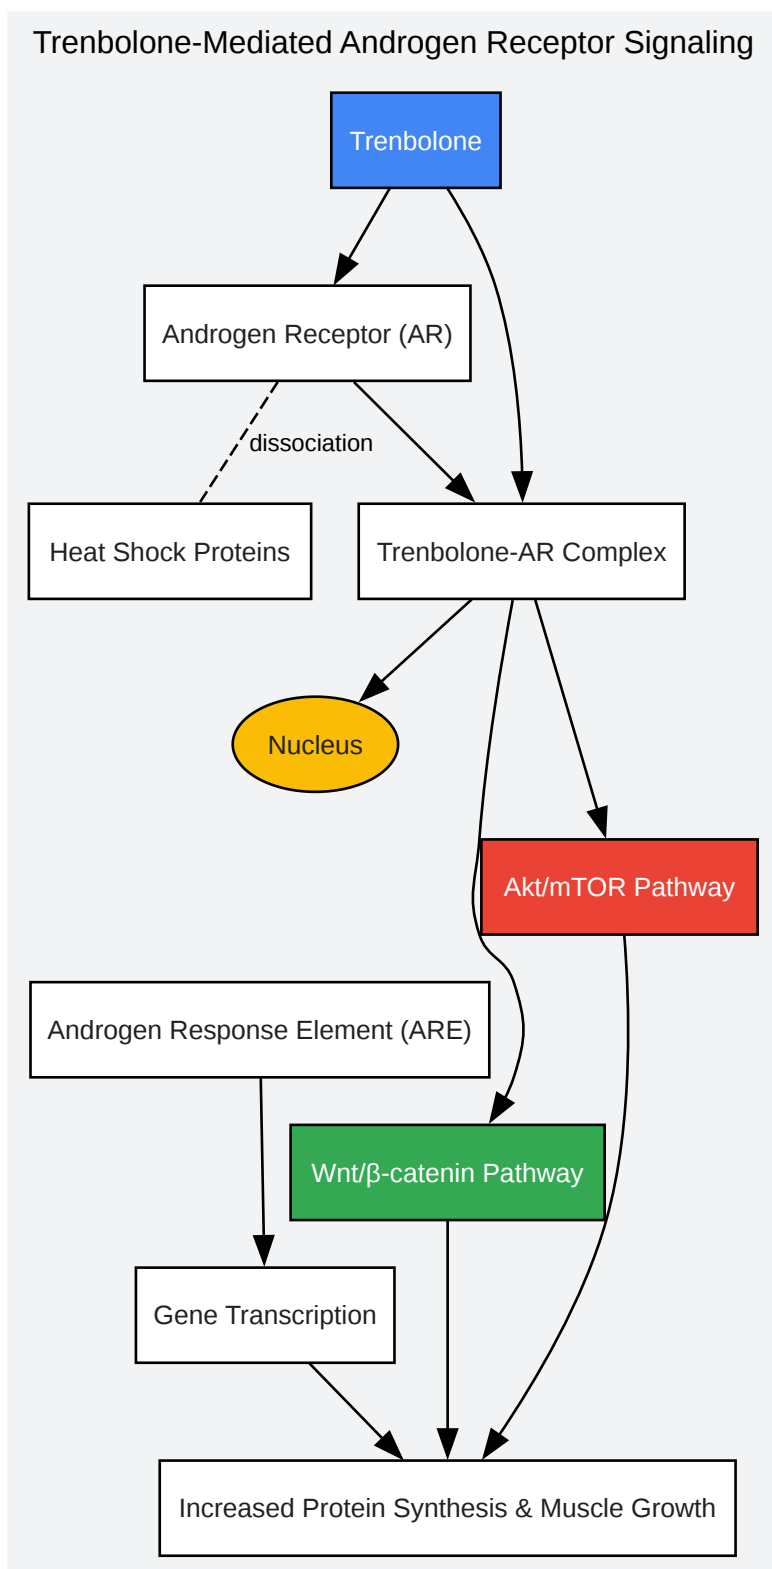 Trenbolone-Mediated Androgen Receptor Signaling
Trenbolone
Androgen Receptor (AR)
dissociation
Heat Shock Proteins
Trenbolone-AR Complex
Nucleus
Akt/mTOR Pathway
Androgen Response Element (ARE)
Wnt/β-catenin Pathway
Gene Transcription
Increased Protein Synthesis & Muscle Growth